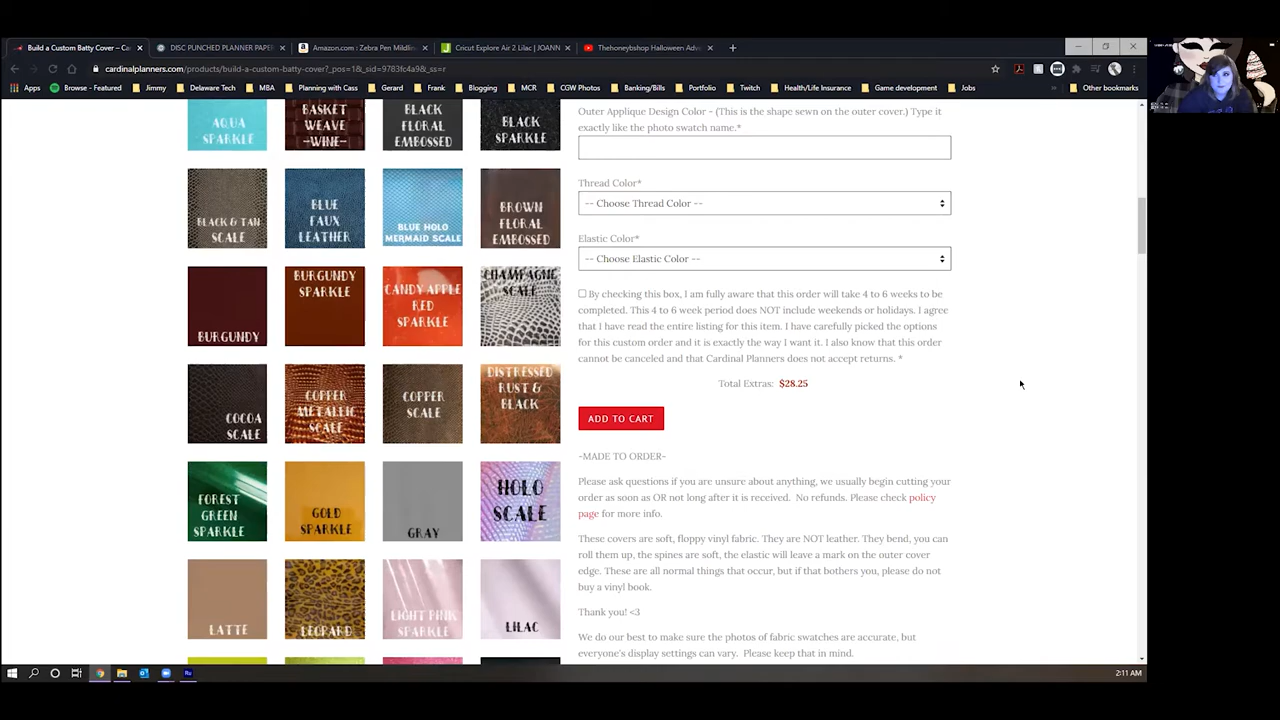 Build a Custom Batty Cover – Ca
DISC PUNCHED PLANNER PAPE
Amazon.com : Zebra Pen Mildlin
Cricut Explore Air 2 Lilac | JOANN
Thehoneybshop Halloween Adv
cardinalplanners.com/products/build-a-custom-batty-cover?_pos=1&_sid=9783fc4a9&_ss=r
Apps
Browse - Featured
Jimmy
Delaware Tech
MBA
Planning with Cass
Gerard
Frank
Blogging
MCR
CGW Photos
Banking/Bills
Portfolio
Twitch
Health/Life Insurance
Game development
Jobs
Other bookmarks
AQUA
SPARKLE
BASKET
WEAVE
-WINE-
BLACK
FLORAL
EMBOSSED
BLACK
SPARKLE
BLACK & TAN
SCALE
BLUE
FAUX
LEATHER
BLUE HOLO
MERMAID SCALE
BROWN
FLORAL
EMBOSSED
BURGUNDY
BURGUNDY
SPARKLE
CANDY APPLE
RED
SPARKLE
CHAMPAGNE
SCALE
COCOA
SCALE
COPPER
METALLIC
SCALE
COPPER
SCALE
DISTRESSED
RUST &
BLACK
FOREST
GREEN
SPARKLE
GOLD
SPARKLE
GRAY
HOLO
SCALE
LATTE
LEOPARD
LIGHT PINK
SPARKLE
LILAC
Outer Applique Design Color - (This is the shape sewn on the outer cover.) Type it
exactly like the photo swatch name.*
Thread Color*
-- Choose Thread Color --
Elastic Color*
-- Choose Elastic Color --
By checking this box, I am fully aware that this order will take 4 to 6 weeks to be
completed. This 4 to 6 week period does NOT include weekends or holidays. I agree
that I have read the entire listing for this item. I have carefully picked the options
for this custom order and it is exactly the way I want it. I also know that this order
cannot be canceled and that Cardinal Planners does not accept returns. *
Total Extras: $28.25
ADD TO CART
~MADE TO ORDER~
Please ask questions if you are unsure about anything, we usually begin cutting your
order as soon as OR not long after it is received. No refunds. Please check policy
page for more info.
These covers are soft, floppy vinyl fabric. They are NOT leather. They bend, you can
roll them up, the spines are soft, the elastic will leave a mark on the outer cover
edge. These are all normal things that occur, but if that bothers you, please do not
buy a vinyl book.
Thank you! <3
We do our best to make sure the photos of fabric swatches are accurate, but
everyone's display settings can vary. Please keep that in mind.
2:11 AM